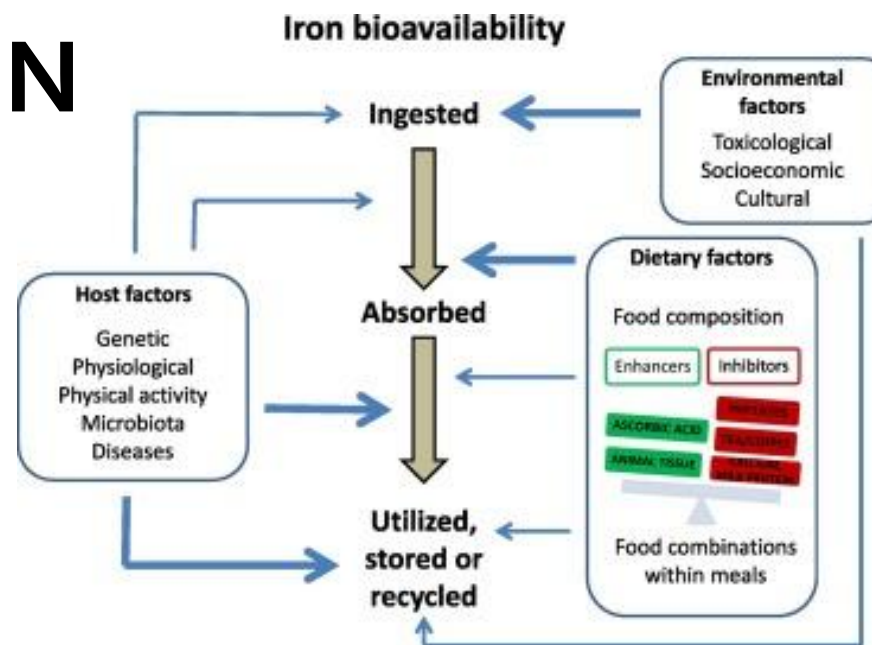 Iron bioavailability
N
Environmental
factors
Toxicological
Socioeconomic
Cultural
Ingested
Host factors
Genetic
Physiological
Physical activity
Microbiota
Diseases
Absorbed
Utilized,
stored or
recycled
Dietary factors
Food composition
Enhancers
Inhibitors
ASCORBIC ACID
ANIMAL TISSUE
Food combinations
within meals